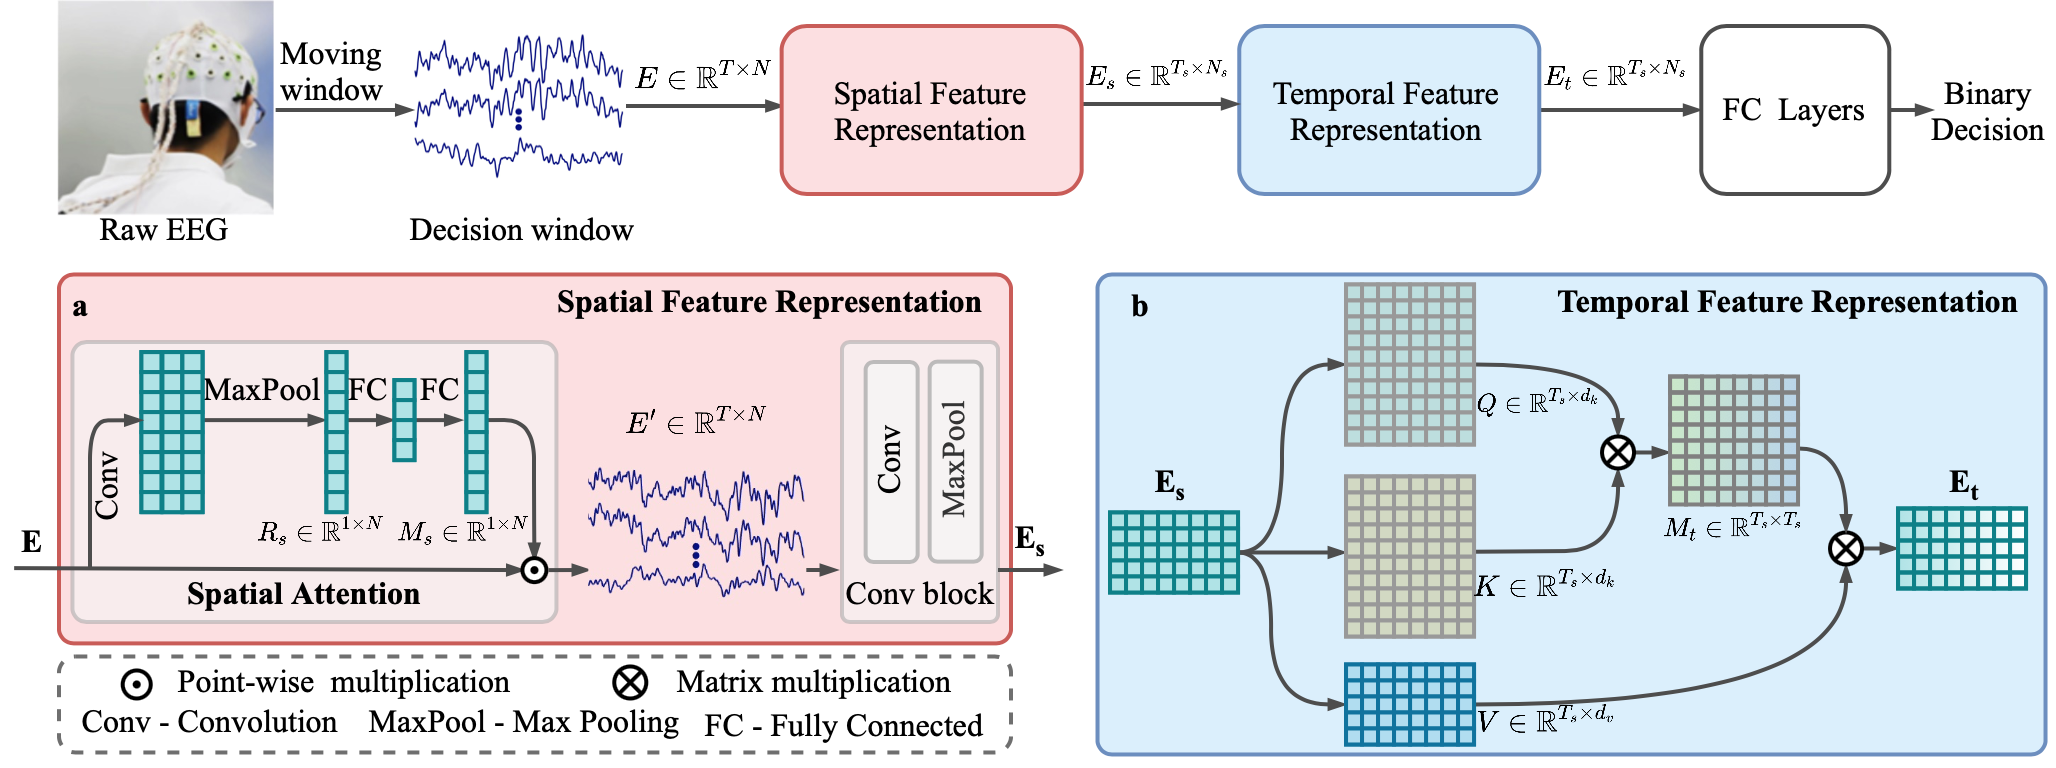 Moving
window
Raw EEG
Decision window
$E \in \mathbb{R}^{T \times N}$
Spatial Feature
Representation
$E_s \in \mathbb{R}^{T_s \times N_s}$
Temporal Feature
Representation
$E_t \in \mathbb{R}^{T_s \times N_s}$
FC Layers
Binary
Decision
a
Spatial Feature Representation
E
Conv
MaxPool
FC
FC
$R_s \in \mathbb{R}^{1 \times N}$
$M_s \in \mathbb{R}^{1 \times N}$
Spatial Attention
$E' \in \mathbb{R}^{T \times N}$
Conv
MaxPool
Conv block
$\mathbf{E_s}$
Point-wise multiplication
Matrix multiplication
Conv - Convolution
MaxPool - Max Pooling
FC - Fully Connected
b
Temporal Feature Representation
$\mathbf{E_s}$
$Q \in \mathbb{R}^{T_s \times d_k}$
$K \in \mathbb{R}^{T_s \times d_k}$
$V \in \mathbb{R}^{T_s \times d_v}$
$M_t \in \mathbb{R}^{T_s \times T_s}$
$\mathbf{E_t}$